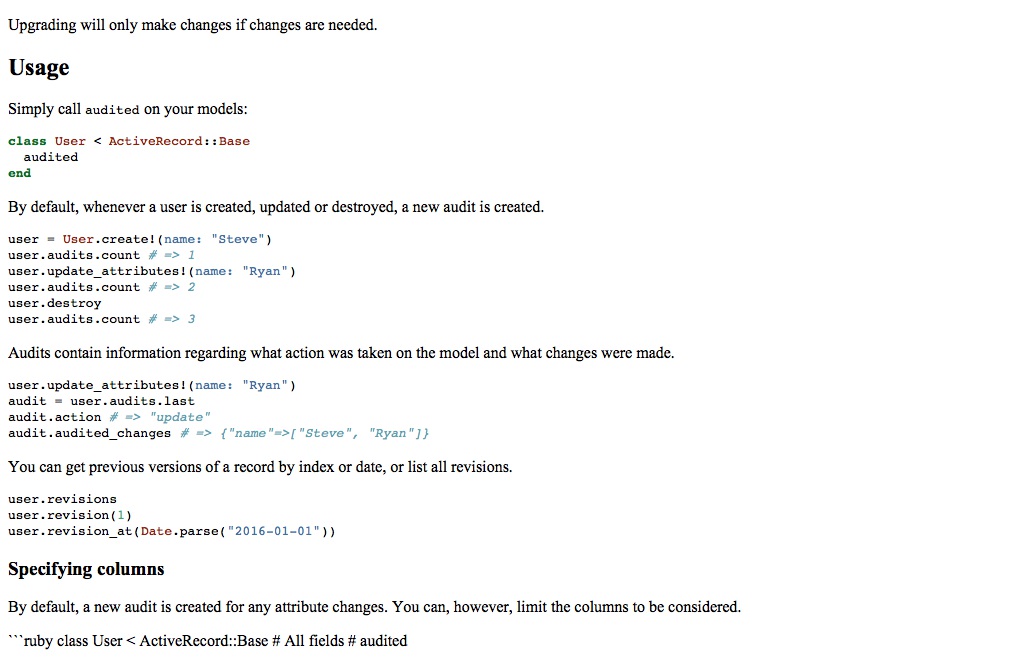 Upgrading will only make changes if changes are needed.
Usage
Simply call audited on your models:
class User < ActiveRecord::Base
  audited
end
By default, whenever a user is created, updated or destroyed, a new audit is created.
user = User.create!(name: "Steve")
user.audits.count # => 1
user.update_attributes!(name: "Ryan")
user.audits.count # => 2
user.destroy
user.audits.count # => 3
Audits contain information regarding what action was taken on the model and what changes were made.
user.update_attributes!(name: "Ryan")
audit = user.audits.last
audit.action # => "update"
audit.audited_changes # => {"name"=>["Steve", "Ryan"]}
You can get previous versions of a record by index or date, or list all revisions.
user.revisions
user.revision(1)
user.revision_at(Date.parse("2016-01-01"))
Specifying columns
By default, a new audit is created for any attribute changes. You can, however, limit the columns to be considered.
```ruby class User < ActiveRecord::Base # All fields # audited